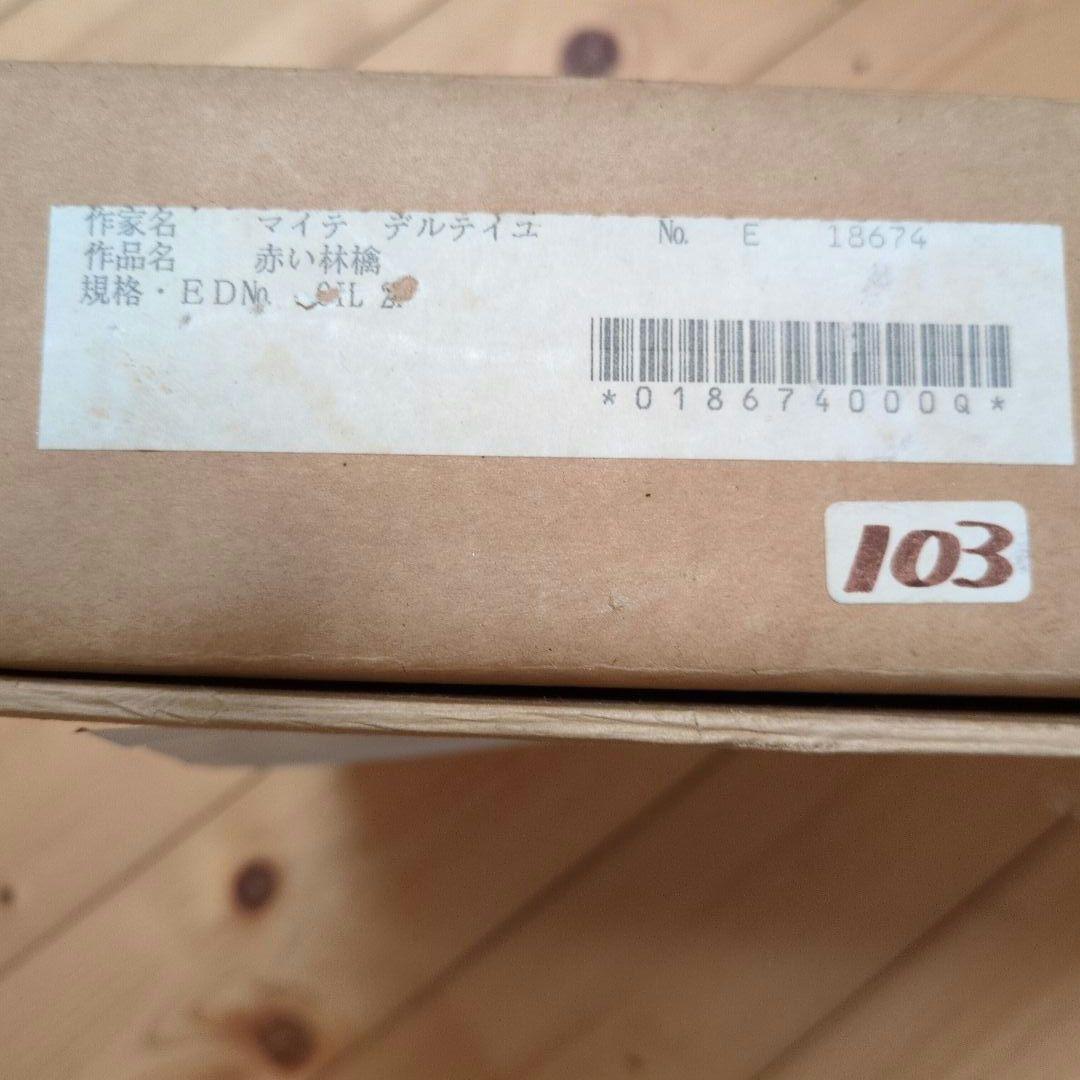 作家名 マイテ デルテイユ No. E 18674
作品名 赤い林檎
規格・EDNo. OIL
*018674000Q*
103